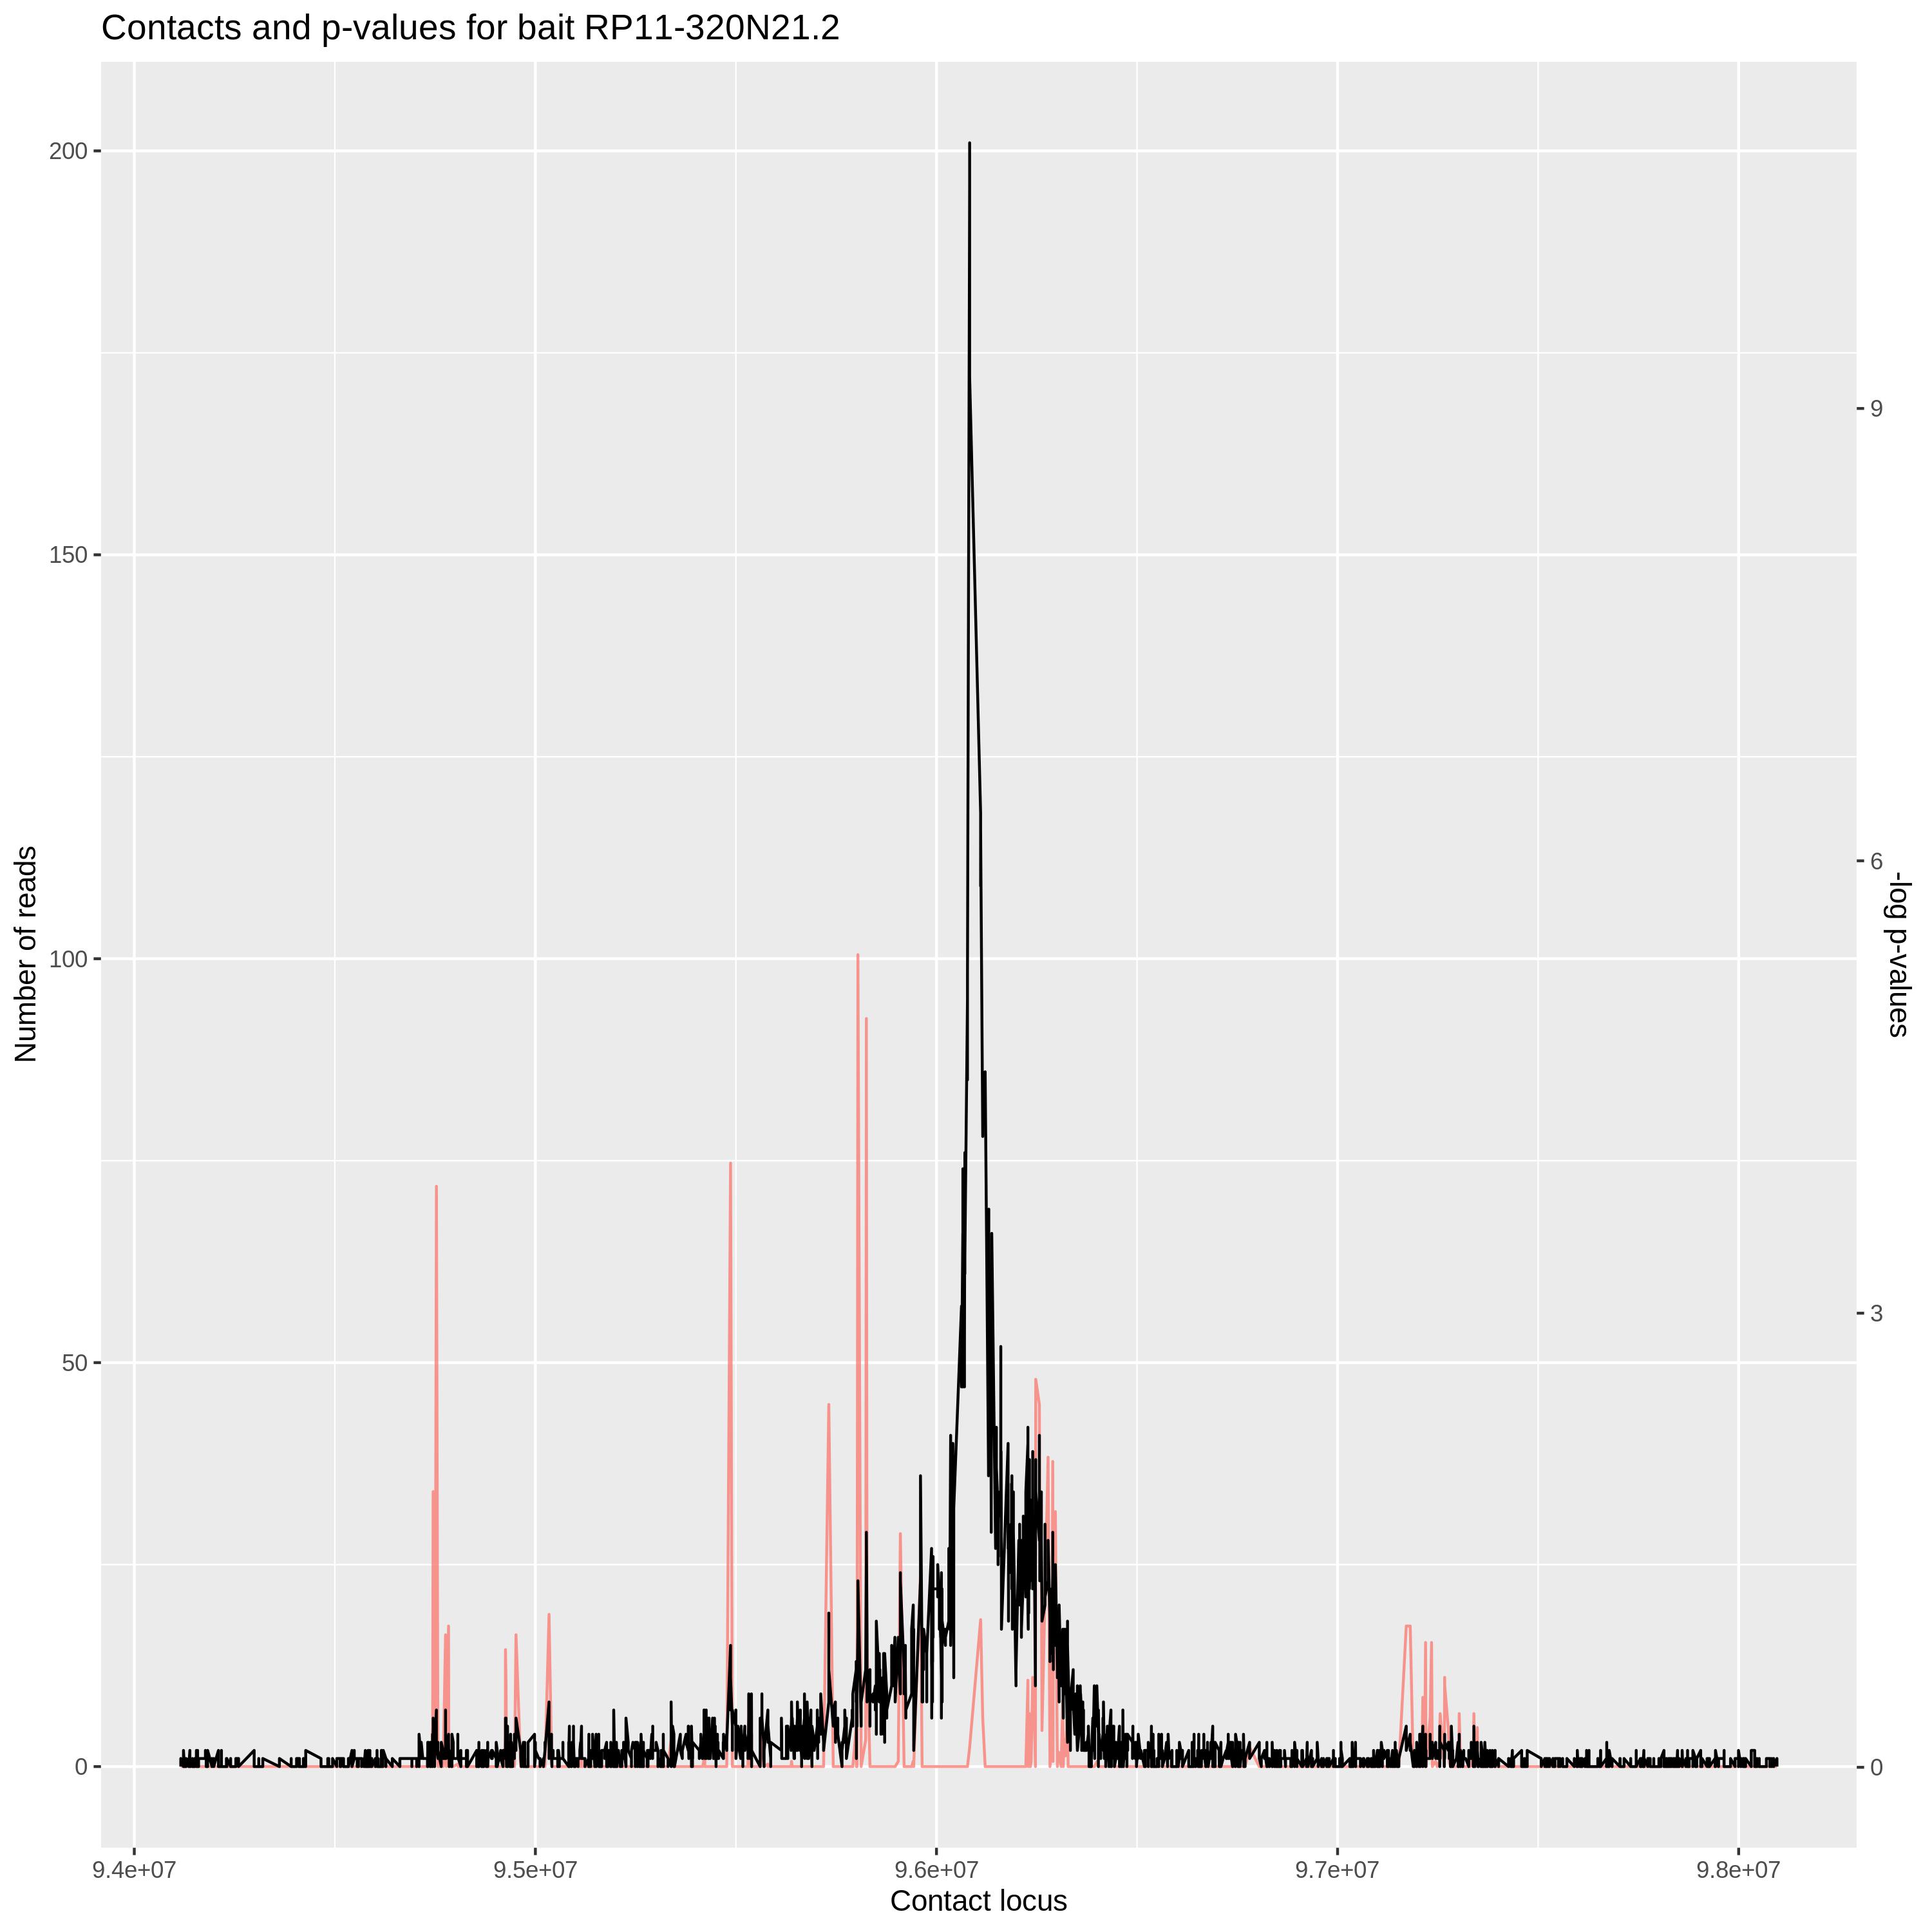 Contacts and p-values for bait RP11-320N21.2
200
150
100
50
0
Number of reads
9
6
3
0
-log p-values
9.4e+07
9.5e+07
9.6e+07
9.7e+07
9.8e+07
Contact locus